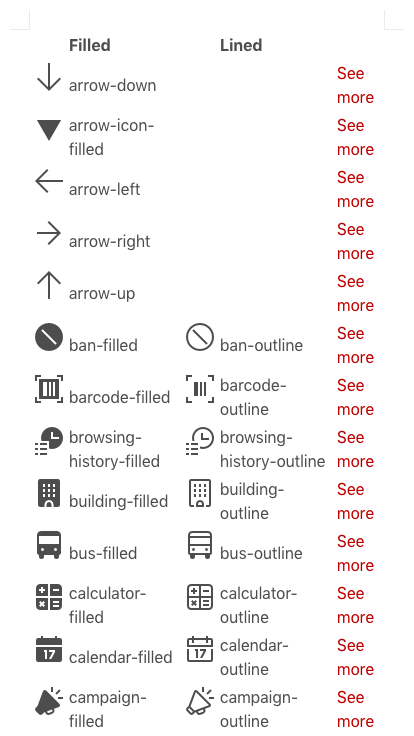 Filled Lined
arrow-down See
more
arrow-icon- See
filled more
arrow-left See
more
arrow-right See
more
arrow-up See
more
ban-filled ban-outline See
more
barcode-filled barcode- See
outline more
browsing- browsing- See
history-filled history-outline more
building-filled building- See
outline more
bus-filled bus-outline See
more
calculator- calculator- See
filled outline more
17 calendar-filled 17 calendar- See
outline more
campaign- campaign- See
filled outline more